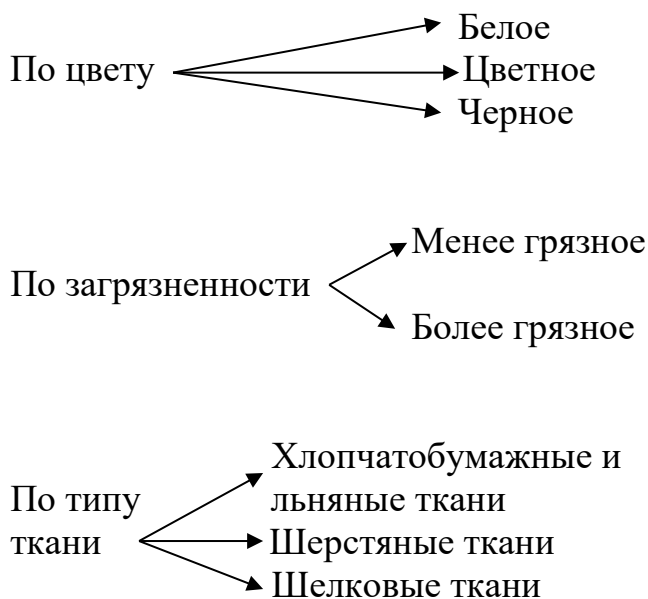 По цвету
Белое
Цветное
Черное
По загрязненности
Менее грязное
Более грязное
По типу
ткани
Хлопчатобумажные и
льняные ткани
Шерстяные ткани
Шелковые ткани